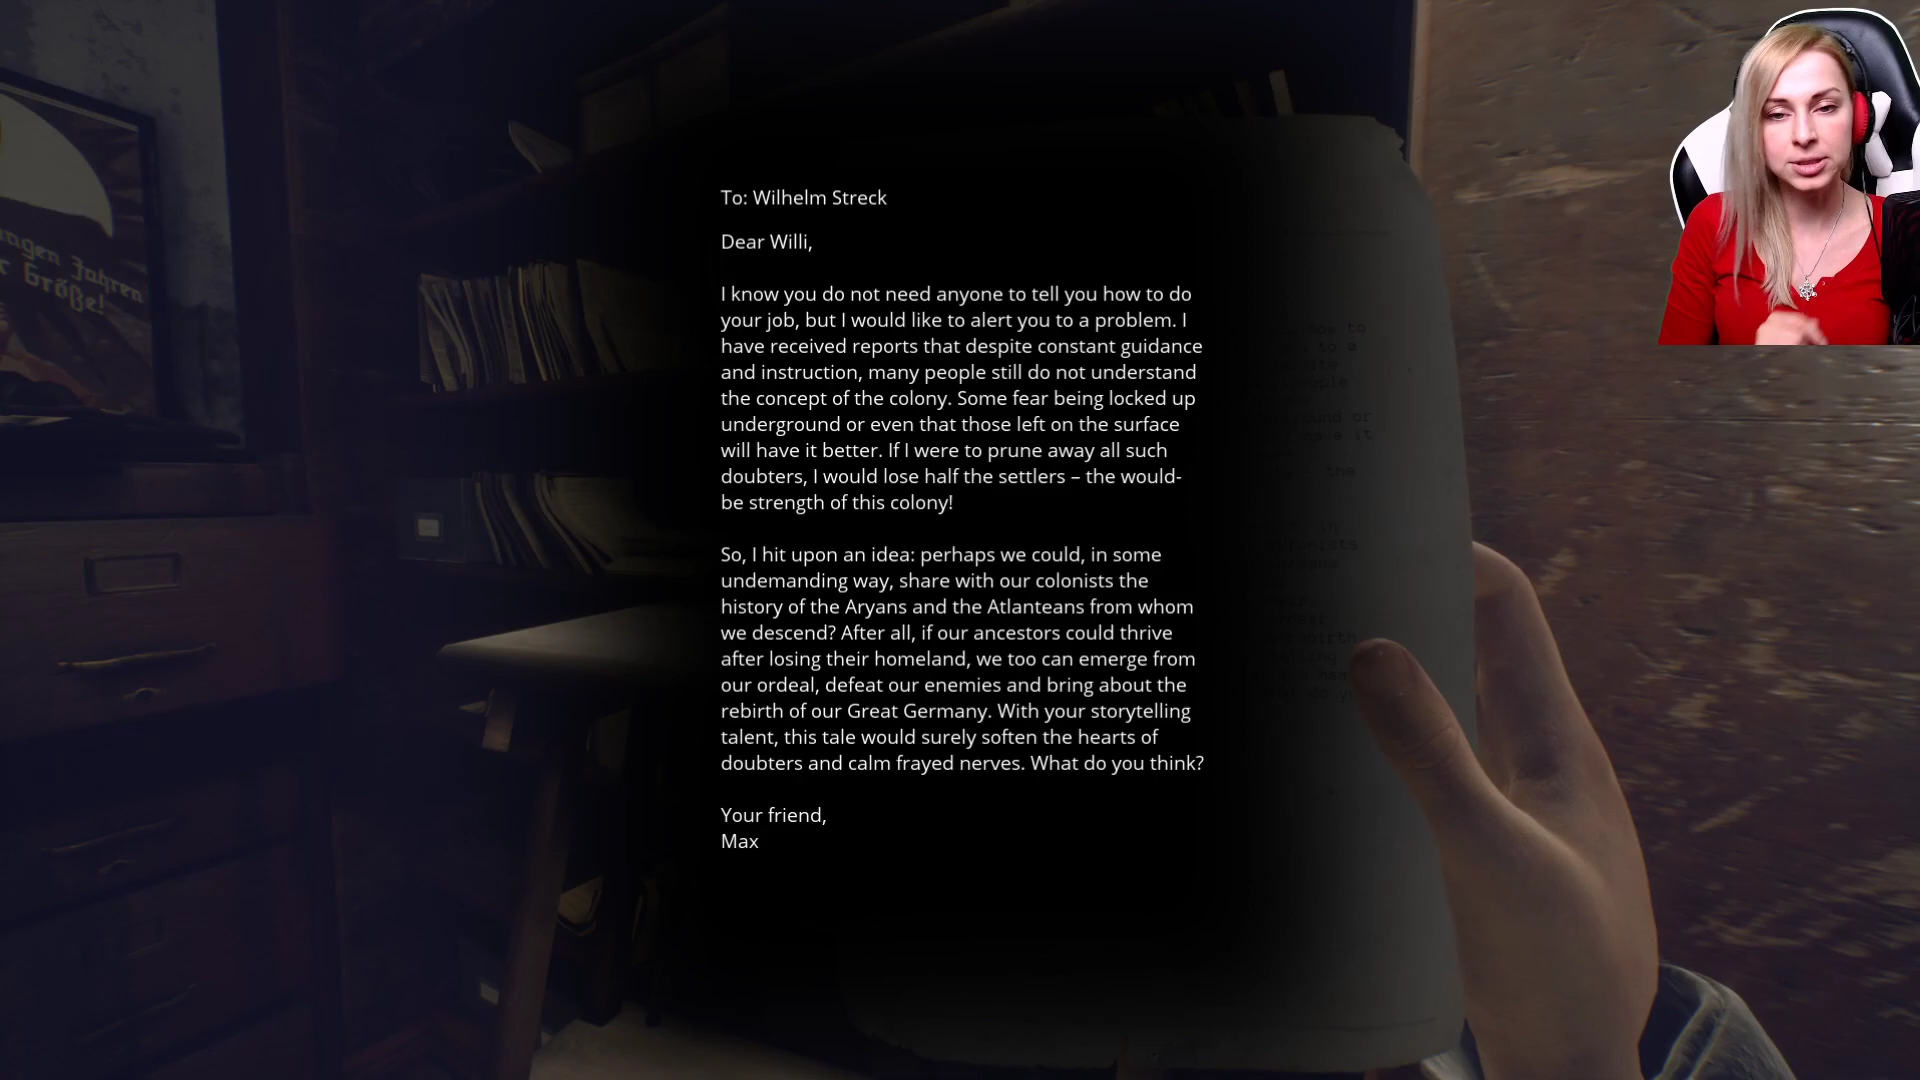 ngen Jahren
r Größe!
To: Wilhelm Streck
Dear Willi,
I know you do not need anyone to tell you how to do
your job, but I would like to alert you to a problem. I
have received reports that despite constant guidance
and instruction, many people still do not understand
the concept of the colony. Some fear being locked up
underground or even that those left on the surface
will have it better. If I were to prune away all such
doubters, I would lose half the settlers – the would-
be strength of this colony!
So, I hit upon an idea: perhaps we could, in some
undemanding way, share with our colonists the
history of the Aryans and the Atlanteans from whom
we descend? After all, if our ancestors could thrive
after losing their homeland, we too can emerge from
our ordeal, defeat our enemies and bring about the
rebirth of our Great Germany. With your storytelling
talent, this tale would surely soften the hearts of
doubters and calm frayed nerves. What do you think?
Your friend,
Max